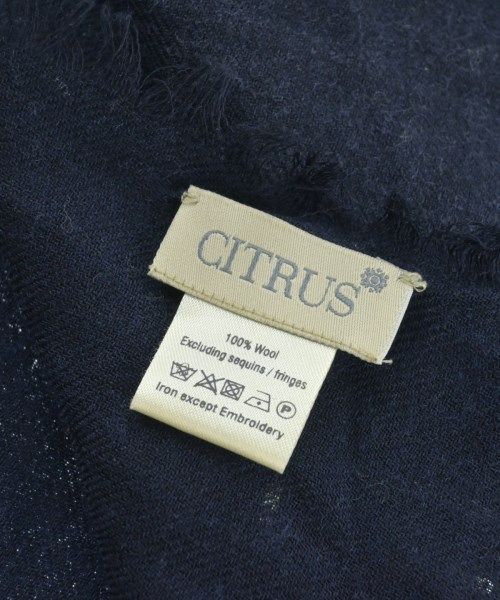 CITRUS
100% Wool
Excluding sequins / fringes
P
Iron except Embroidery